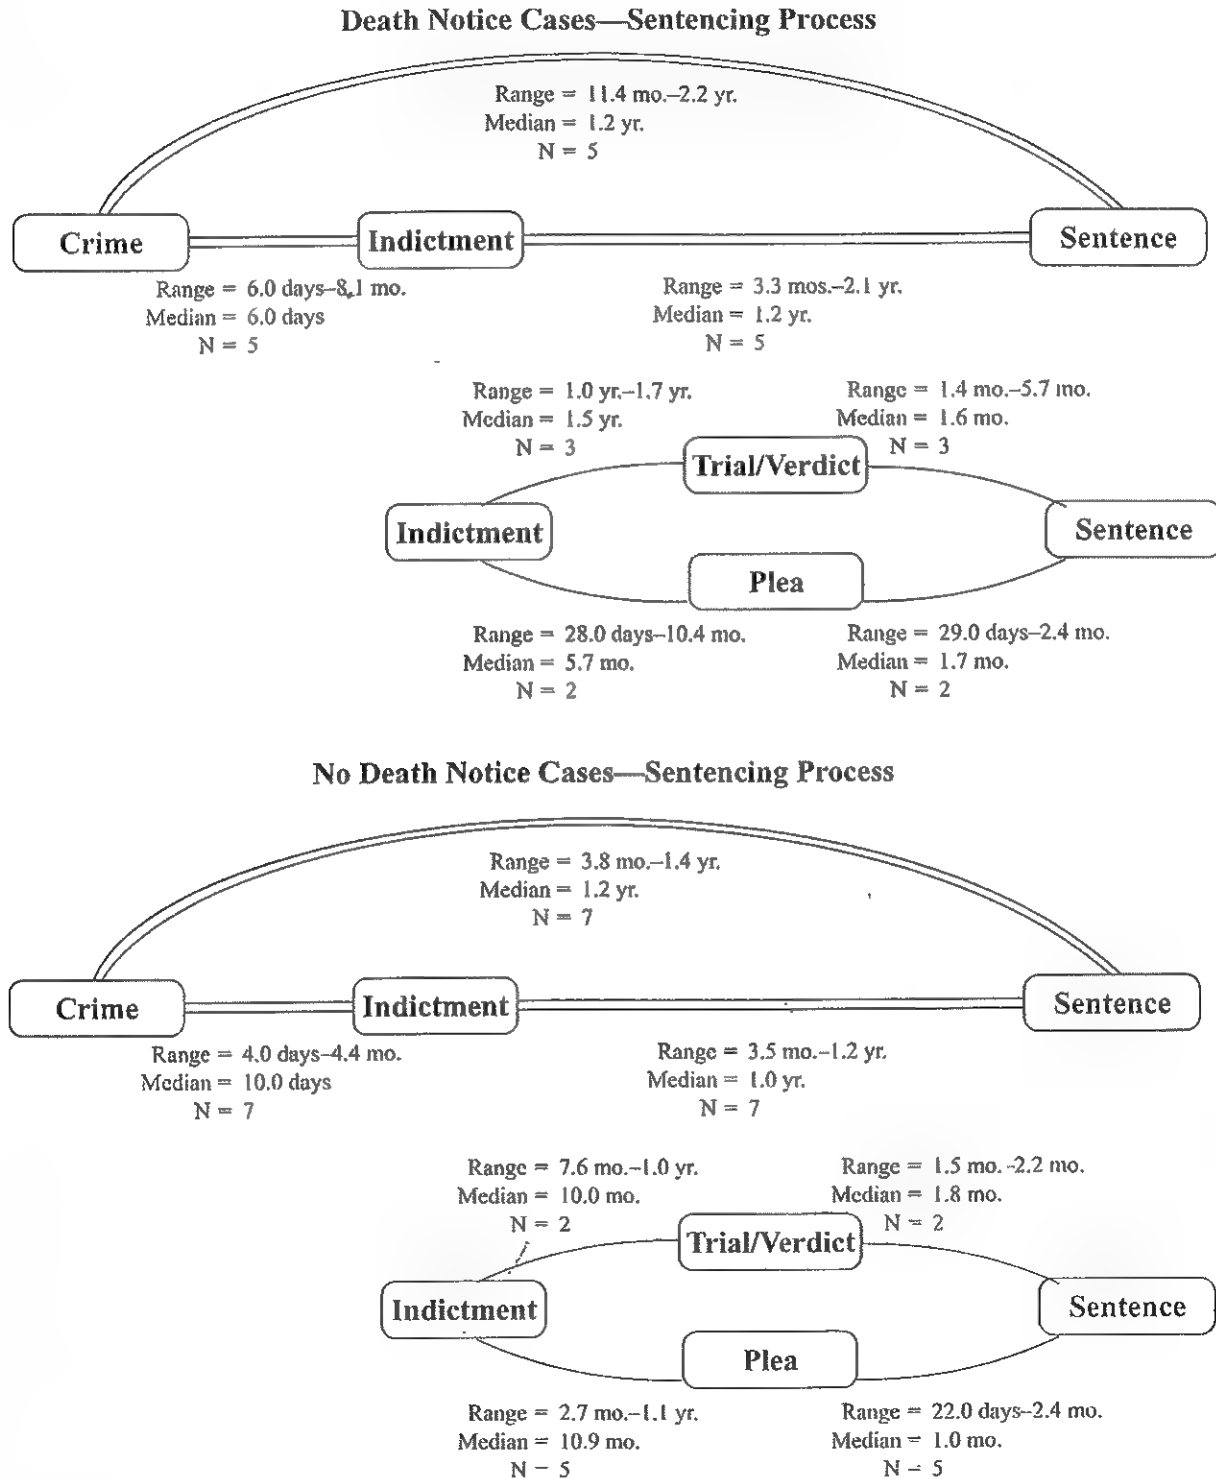 Death Notice Cases—Sentencing Process
Range = 11.4 mo.–2.2 yr.
Median = 1.2 yr.
N = 5
Crime
Indictment
Sentence
Range = 6.0 days–8.1 mo.
Median = 6.0 days
N = 5
Range = 3.3 mos.–2.1 yr.
Median = 1.2 yr.
N = 5
Range = 1.0 yr.–1.7 yr.
Median = 1.5 yr.
N = 3
Range = 1.4 mo.–5.7 mo.
Median = 1.6 mo.
N = 3
Trial/Verdict
Indictment
Sentence
Plea
Range = 28.0 days–10.4 mo.
Median = 5.7 mo.
N = 2
Range = 29.0 days–2.4 mo.
Median = 1.7 mo.
N = 2
No Death Notice Cases—Sentencing Process
Range = 3.8 mo.–1.4 yr.
Median = 1.2 yr.
N = 7
Crime
Indictment
Sentence
Range = 4.0 days–4.4 mo.
Median = 10.0 days
N = 7
Range = 3.5 mo.–1.2 yr.
Median = 1.0 yr.
N = 7
Range = 7.6 mo.–1.0 yr.
Median = 10.0 mo.
N = 2
Range = 1.5 mo.–2.2 mo.
Median = 1.8 mo.
N = 2
Trial/Verdict
Indictment
Sentence
Plea
Range = 2.7 mo.–1.1 yr.
Median = 10.9 mo.
N = 5
Range = 22.0 days–2.4 mo.
Median = 1.0 mo.
N = 5